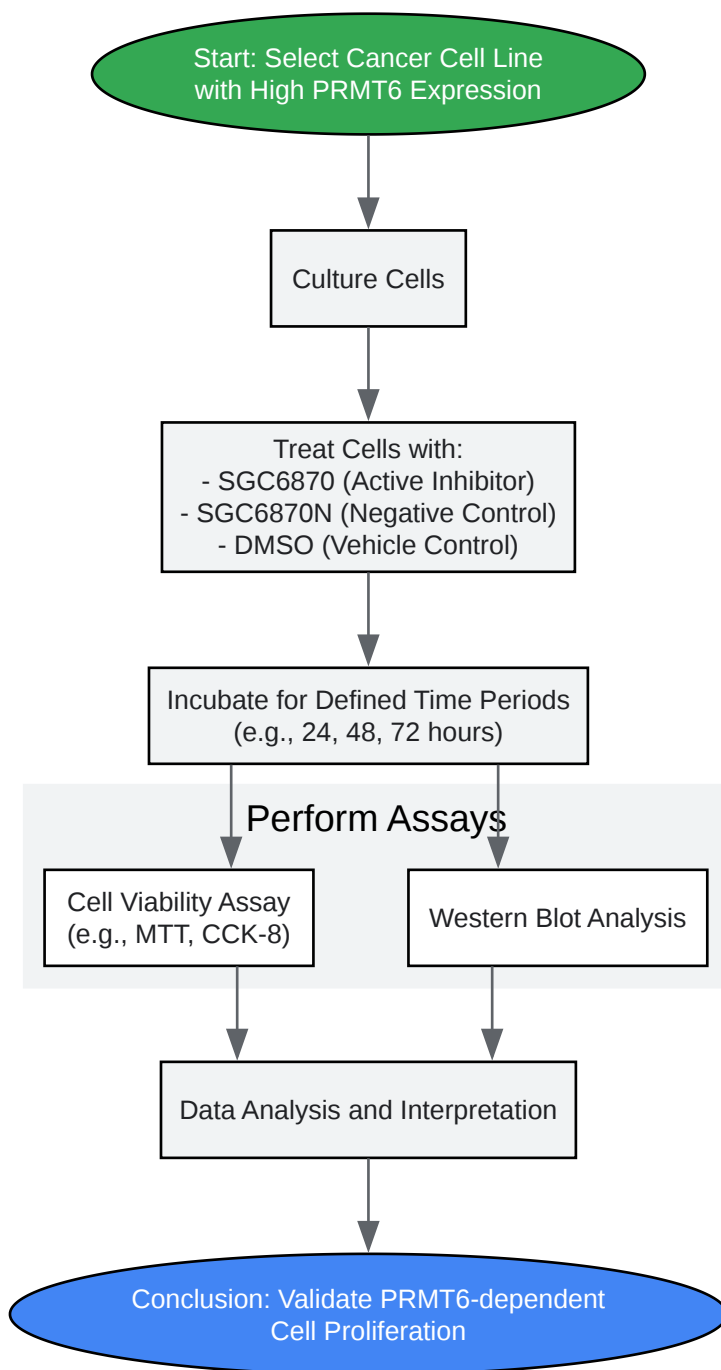 Start: Select Cancer Cell Line
with High PRMT6 Expression
Culture Cells
Treat Cells with:
- SGC6870 (Active Inhibitor)
- SGC6870N (Negative Control)
- DMSO (Vehicle Control)
Incubate for Defined Time Periods
(e.g., 24, 48, 72 hours)
Perform Assays
Cell Viability Assay
(e.g., MTT, CCK-8)
Western Blot Analysis
Data Analysis and Interpretation
Conclusion: Validate PRMT6-dependent
Cell Proliferation